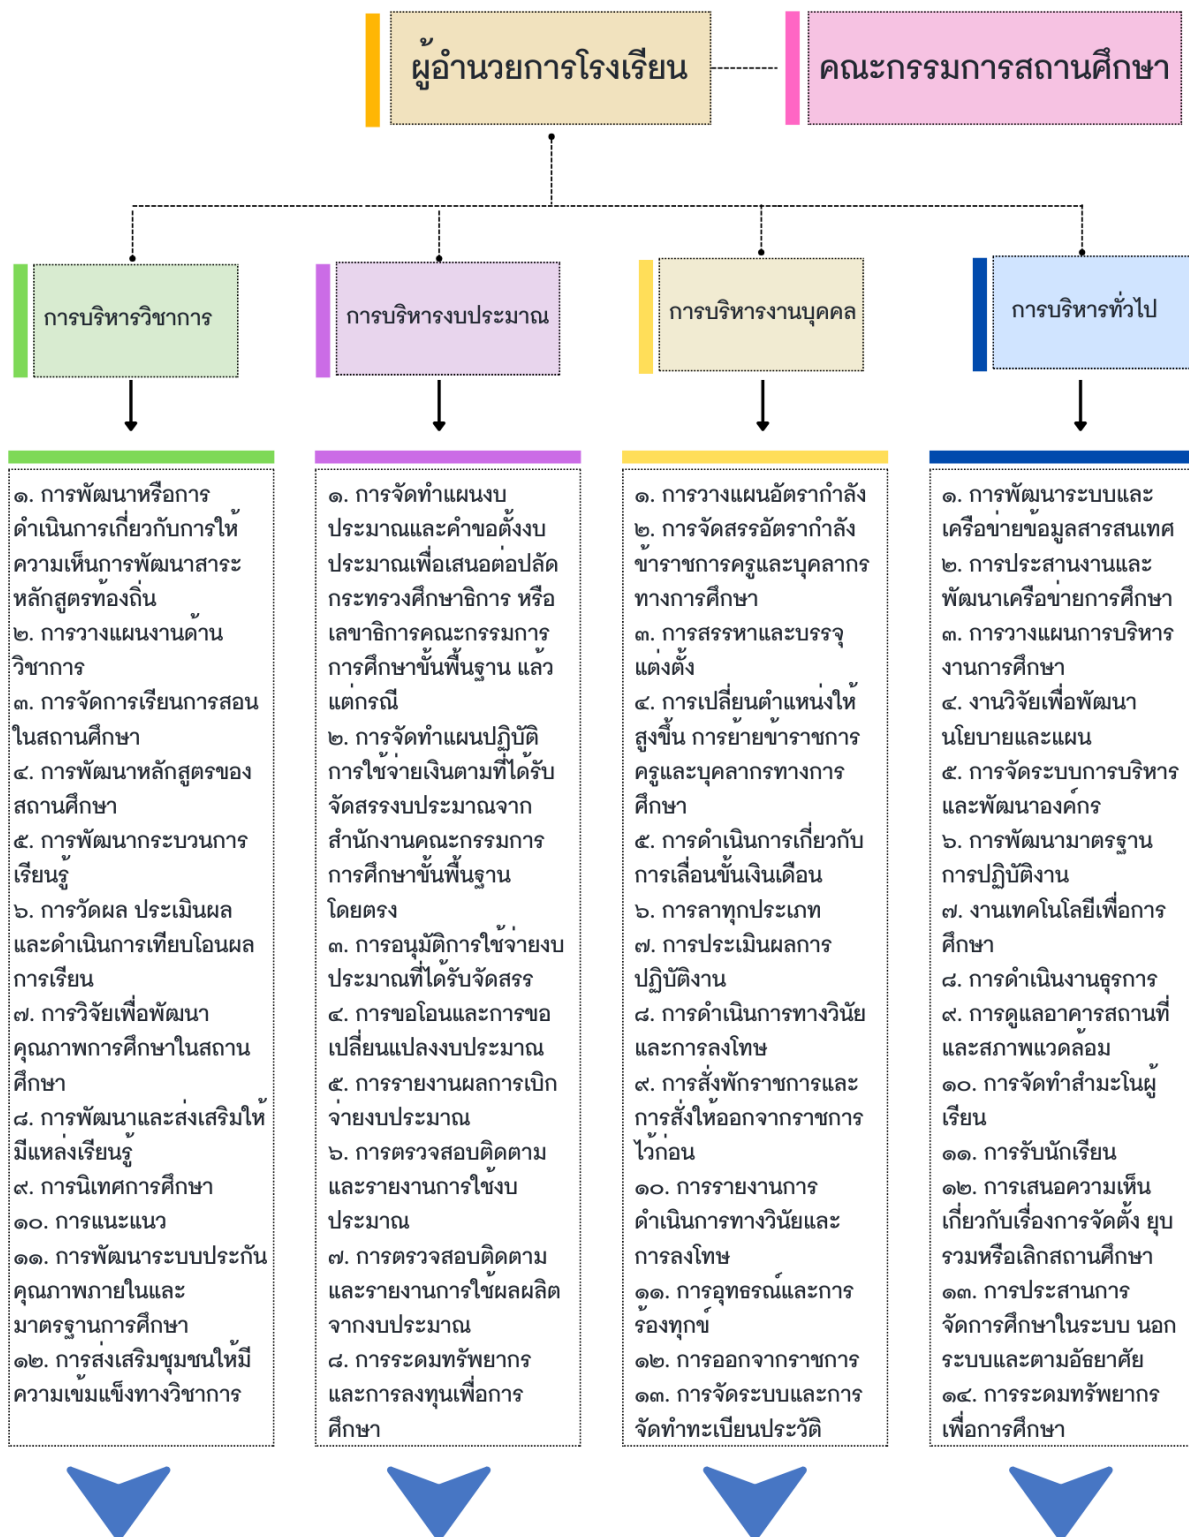 ผู้อำนวยการโรงเรียน
คณะกรรมการสถานศึกษา
การบริหารวิชาการ
การบริหารงบประมาณ
การบริหารงานบุคคล
การบริหารทั่วไป
๑. การพัฒนาหรือการ
ดำเนินการเกี่ยวกับการให้
ความเห็นการพัฒนาสาระ
หลักสูตรท้องถิ่น
๒. การวางแผนงานด้าน
วิชาการ
๓. การจัดการเรียนการสอน
ในสถานศึกษา
๔. การพัฒนาหลักสูตรของ
สถานศึกษา
๕. การพัฒนากระบวนการ
เรียนรู้
๖. การวัดผล ประเมินผล
และดำเนินการเทียบโอนผล
การเรียน
๗. การวิจัยเพื่อพัฒนา
คุณภาพการศึกษาในสถาน
ศึกษา
๘. การพัฒนาและส่งเสริมให้
มีแหล่งเรียนรู้
๙. การนิเทศการศึกษา
๑๐. การแนะแนว
๑๑. การพัฒนาระบบประกัน
คุณภาพภายในและ
มาตรฐานการศึกษา
๑๒. การส่งเสริมชุมชนให้มี
ความเข้มแข็งทางวิชาการ
๑. การจัดทำแผนงบ
ประมาณและคำขอตั้งงบ
ประมาณเพื่อเสนอต่อปลัด
กระทรวงศึกษาธิการ หรือ
เลขาธิการคณะกรรมการ
การศึกษาขั้นพื้นฐาน แล้ว
แต่กรณี
๒. การจัดทำแผนปฏิบัติ
การใช้จ่ายเงินตามที่ได้รับ
จัดสรรงบประมาณจาก
สำนักงานคณะกรรมการ
การศึกษาขั้นพื้นฐาน
โดยตรง
๓. การอนุมัติการใช้จ่ายงบ
ประมาณที่ได้รับจัดสรร
๔. การขอโอนและการขอ
เปลี่ยนแปลงงบประมาณ
๕. การรายงานผลการเบิก
จ่ายงบประมาณ
๖. การตรวจสอบติดตาม
และรายงานการใช้งบ
ประมาณ
๗. การตรวจสอบติดตาม
และรายงานการใช้ผลผลิต
จากงบประมาณ
๘. การระดมทรัพยากร
และการลงทุนเพื่อการ
ศึกษา
๑. การวางแผนอัตรากำลัง
๒. การจัดสรรอัตรากำลัง
ข้าราชการครูและบุคลากร
ทางการศึกษา
๓. การสรรหาและบรรจุ
แต่งตั้ง
๔. การเปลี่ยนตำแหน่งให้
สูงขึ้น การย้ายข้าราชการ
ครูและบุคลากรทางการ
ศึกษา
๕. การดำเนินการเกี่ยวกับ
การเลื่อนขั้นเงินเดือน
๖. การลาทุกประเภท
๗. การประเมินผลการ
ปฏิบัติงาน
๘. การดำเนินการทางวินัย
และการลงโทษ
๙. การสั่งพักราชการและ
การสั่งให้ออกจากราชการ
ไว้ก่อน
๑๐. การรายงานการ
ดำเนินการทางวินัยและ
การลงโทษ
๑๑. การอุทธรณ์และการ
ร้องทุกข์
๑๒. การออกจากราชการ
๑๓. การจัดระบบและการ
จัดทำทะเบียนประวัติ
๑. การพัฒนาระบบและ
เครือข่ายข้อมูลสารสนเทศ
๒. การประสานงานและ
พัฒนาเครือข่ายการศึกษา
๓. การวางแผนการบริหาร
งานการศึกษา
๔. งานวิจัยเพื่อพัฒนา
นโยบายและแผน
๕. การจัดระบบการบริหาร
และพัฒนาองค์กร
๖. การพัฒนามาตรฐาน
การปฏิบัติงาน
๗. งานเทคโนโลยีเพื่อการ
ศึกษา
๘. การดำเนินงานธุรการ
๙. การดูแลอาคารสถานที่
และสภาพแวดล้อม
๑๐. การจัดทำสำมะโนผู้
เรียน
๑๑. การรับนักเรียน
๑๒. การเสนอความเห็น
เกี่ยวกับเรื่องการจัดตั้ง ยุบ
รวมหรือเลิกสถานศึกษา
๑๓. การประสานการ
จัดการศึกษาในระบบ นอก
ระบบและตามอัธยาศัย
๑๔. การระดมทรัพยากร
เพื่อการศึกษา